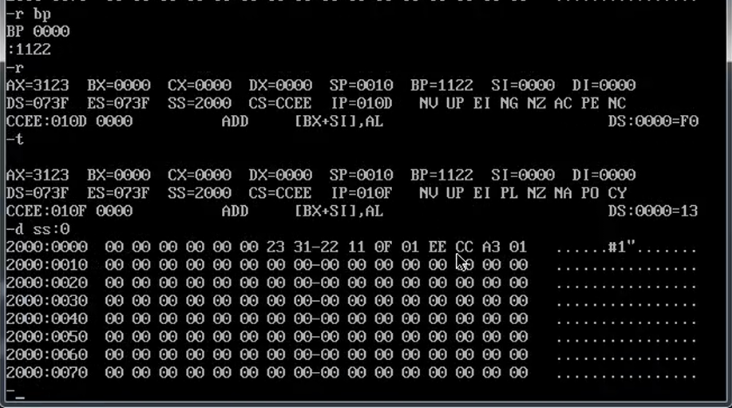 -r bp
BP 0000
:1122
-r
AX=3123 BX=0000 CX=0000 DX=0000 SP=0010 BP=1122 SI=0000 DI=0000
DS=073F ES=073F SS=2000 CS=CCEE IP=010D NV UP EI NG NZ AC PE NC
CCEE:010D 0000 ADD [BX+SI],AL DS:0000=F0
-t
AX=3123 BX=0000 CX=0000 DX=0000 SP=0010 BP=1122 SI=0000 DI=0000
DS=073F ES=073F SS=2000 CS=CCEE IP=010F NV UP EI PL NZ NA PO CY
CCEE:010F 0000 ADD [BX+SI],AL DS:0000=13
-d ss:0
2000:0000 00 00 00 00 00 00 23 31-22 11 0F 01 EE CC A3 01 ......#1".......
2000:0010 00 00 00 00 00 00 00 00-00 00 00 00 00 00 00 00 ................
2000:0020 00 00 00 00 00 00 00 00-00 00 00 00 00 00 00 00 ................
2000:0030 00 00 00 00 00 00 00 00-00 00 00 00 00 00 00 00 ................
2000:0040 00 00 00 00 00 00 00 00-00 00 00 00 00 00 00 00 ................
2000:0050 00 00 00 00 00 00 00 00-00 00 00 00 00 00 00 00 ................
2000:0060 00 00 00 00 00 00 00 00-00 00 00 00 00 00 00 00 ................
2000:0070 00 00 00 00 00 00 00 00-00 00 00 00 00 00 00 00 ................
-_